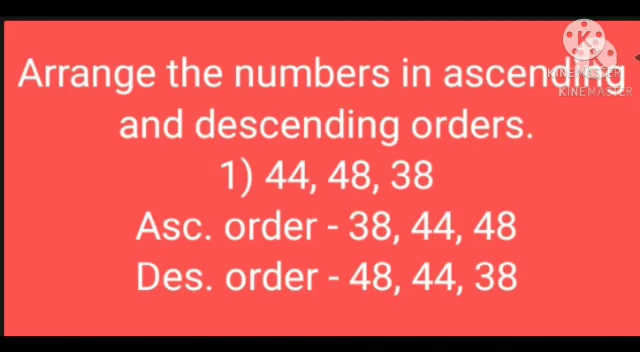 KINEMASTER
KINEMASTER
Arrange the numbers in ascending
and descending orders.
1) 44, 48, 38
Asc. order - 38, 44, 48
Des. order - 48, 44, 38